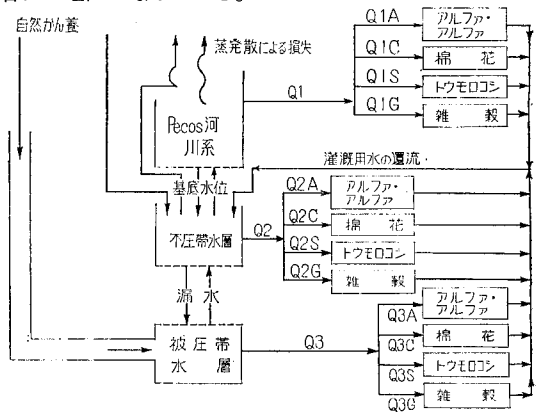 自然かん養
蒸発散による損失
Pecos河
川系
基底水位
不圧帯水層
漏水
被圧帯
水層
Q1
Q1A
アルファ・
アルファ
Q1C
棉花
Q1S
トウモロコシ
Q1G
雑穀
灌漑用水の還流
Q2
Q2A
アルファ・
アルファ
Q2C
棉花
Q2S
トウモロコシ
Q2G
雑穀
Q3
Q3A
アルファ・
アルファ
Q3C
棉花
Q3S
トウモロコシ
Q3G
雑穀